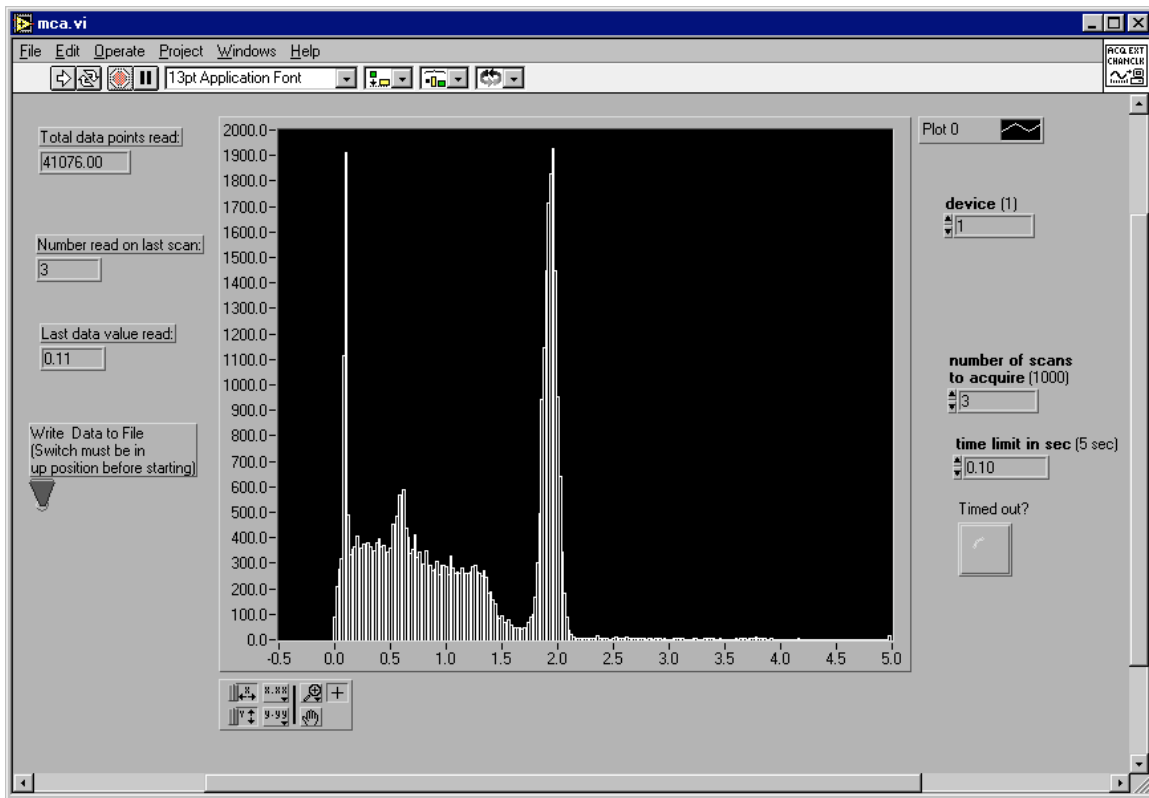 mca.vi
File Edit Operate Project Windows Help
ACQ EXT
CHANCLK
13pt Application Font
Total data points read:
41076.00
Number read on last scan:
3
Last data value read:
0.11
Write Data to File
(Switch must be in
up position before starting)
2000.0
1900.0
1800.0
1700.0
1600.0
1500.0
1400.0
1300.0
1200.0
1100.0
1000.0
900.0
800.0
700.0
600.0
500.0
400.0
300.0
200.0
100.0
0.0
-0.5 0.0 0.5 1.0 1.5 2.0 2.5 3.0 3.5 4.0 4.5 5.0
x x.xx
Y y.yy
Plot 0
device (1)
1
number of scans
to acquire (1000)
3
time limit in sec (5 sec)
0.10
Timed out?